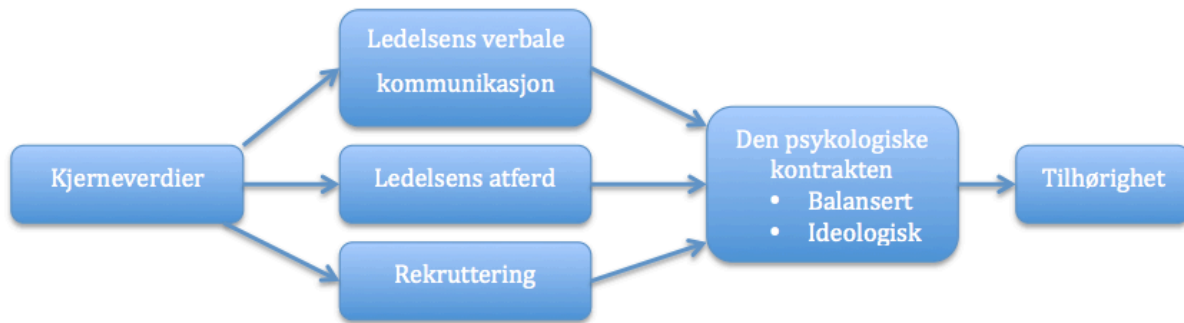 Kjerneverdier
Ledelsens verbale
kommunikasjon
Ledelsens atferd
Rekruttering
Den psykologiske
kontrakten
• Balansert
• Ideologisk
Tilhørighet